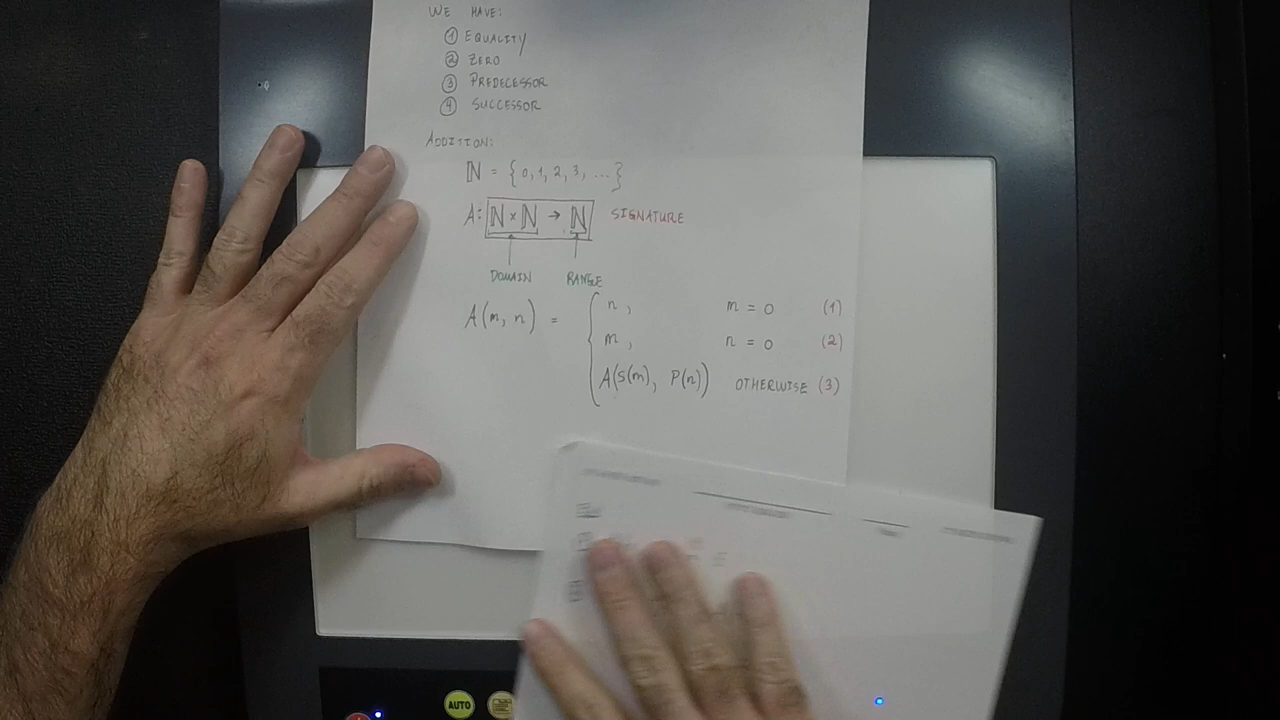 WE HAVE:
① EQUALITY
② ZERO
③ PREDECESSOR
④ SUCCESSOR
ADDITION:
ℕ = {0, 1, 2, 3, ...}
A: ℕ × ℕ → ℕ SIGNATURE
DOMAIN RANGE
A(m, n) = { n, m = 0 (1)
m, n = 0 (2)
A(S(m), P(n)) OTHERWISE (3)
AUTO